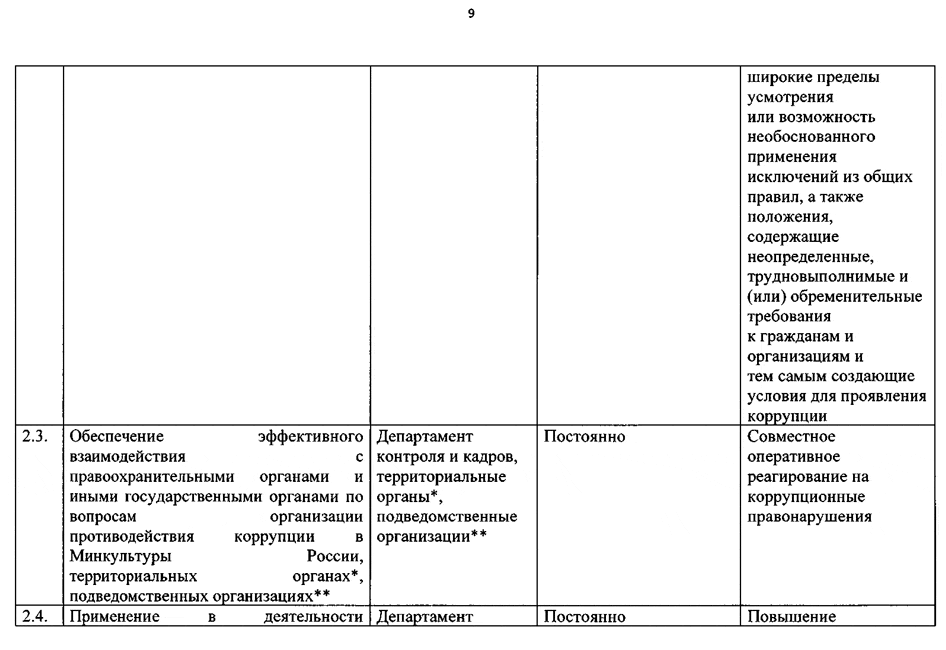 9
широкие пределы
усмотрения
или возможность
необоснованного
применения
исключений из общих
правил, а также
положения,
содержащие
неопределенные,
трудновыполнимые и
(или) обременительные
требования
к гражданам и
организациям и
тем самым создающие
условия для проявления
коррупции
2.3.
Обеспечение эффективного
взаимодействия с
правоохранительными органами и
иными государственными органами по
вопросам организации
противодействия коррупции в
Минкультуры России,
территориальных органах*,
подведомственных организациях**
Департамент
контроля и кадров,
территориальные
органы*,
подведомственные
организации**
Постоянно
Совместное
оперативное
реагирование на
коррупционные
правонарушения
2.4.
Применение в деятельности
Департамент
Постоянно
Повышение